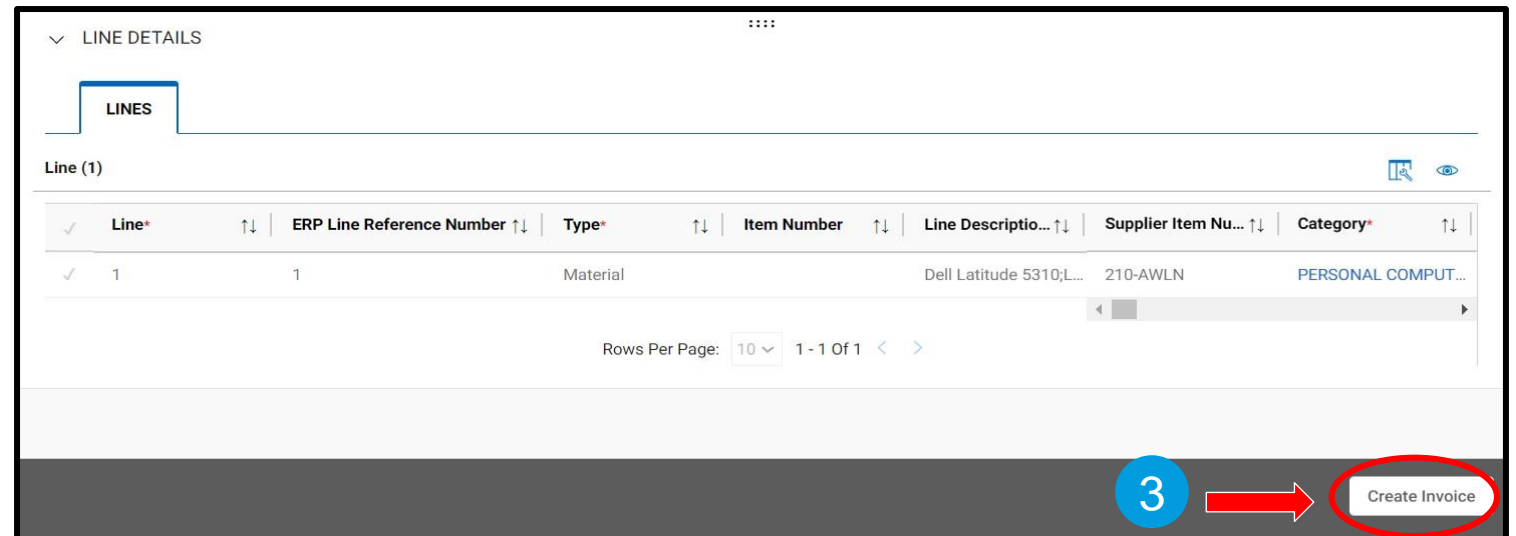 LINE DETAILS
LINES
Line (1)
Line* ERP Line Reference Number Type* Item Number Line Descriptio... Supplier Item Nu... Category*
1 1 Material Dell Latitude 5310;L... 210-AWLN PERSONAL COMPUT...
Rows Per Page: 10 1 - 1 Of 1
3 Create Invoice